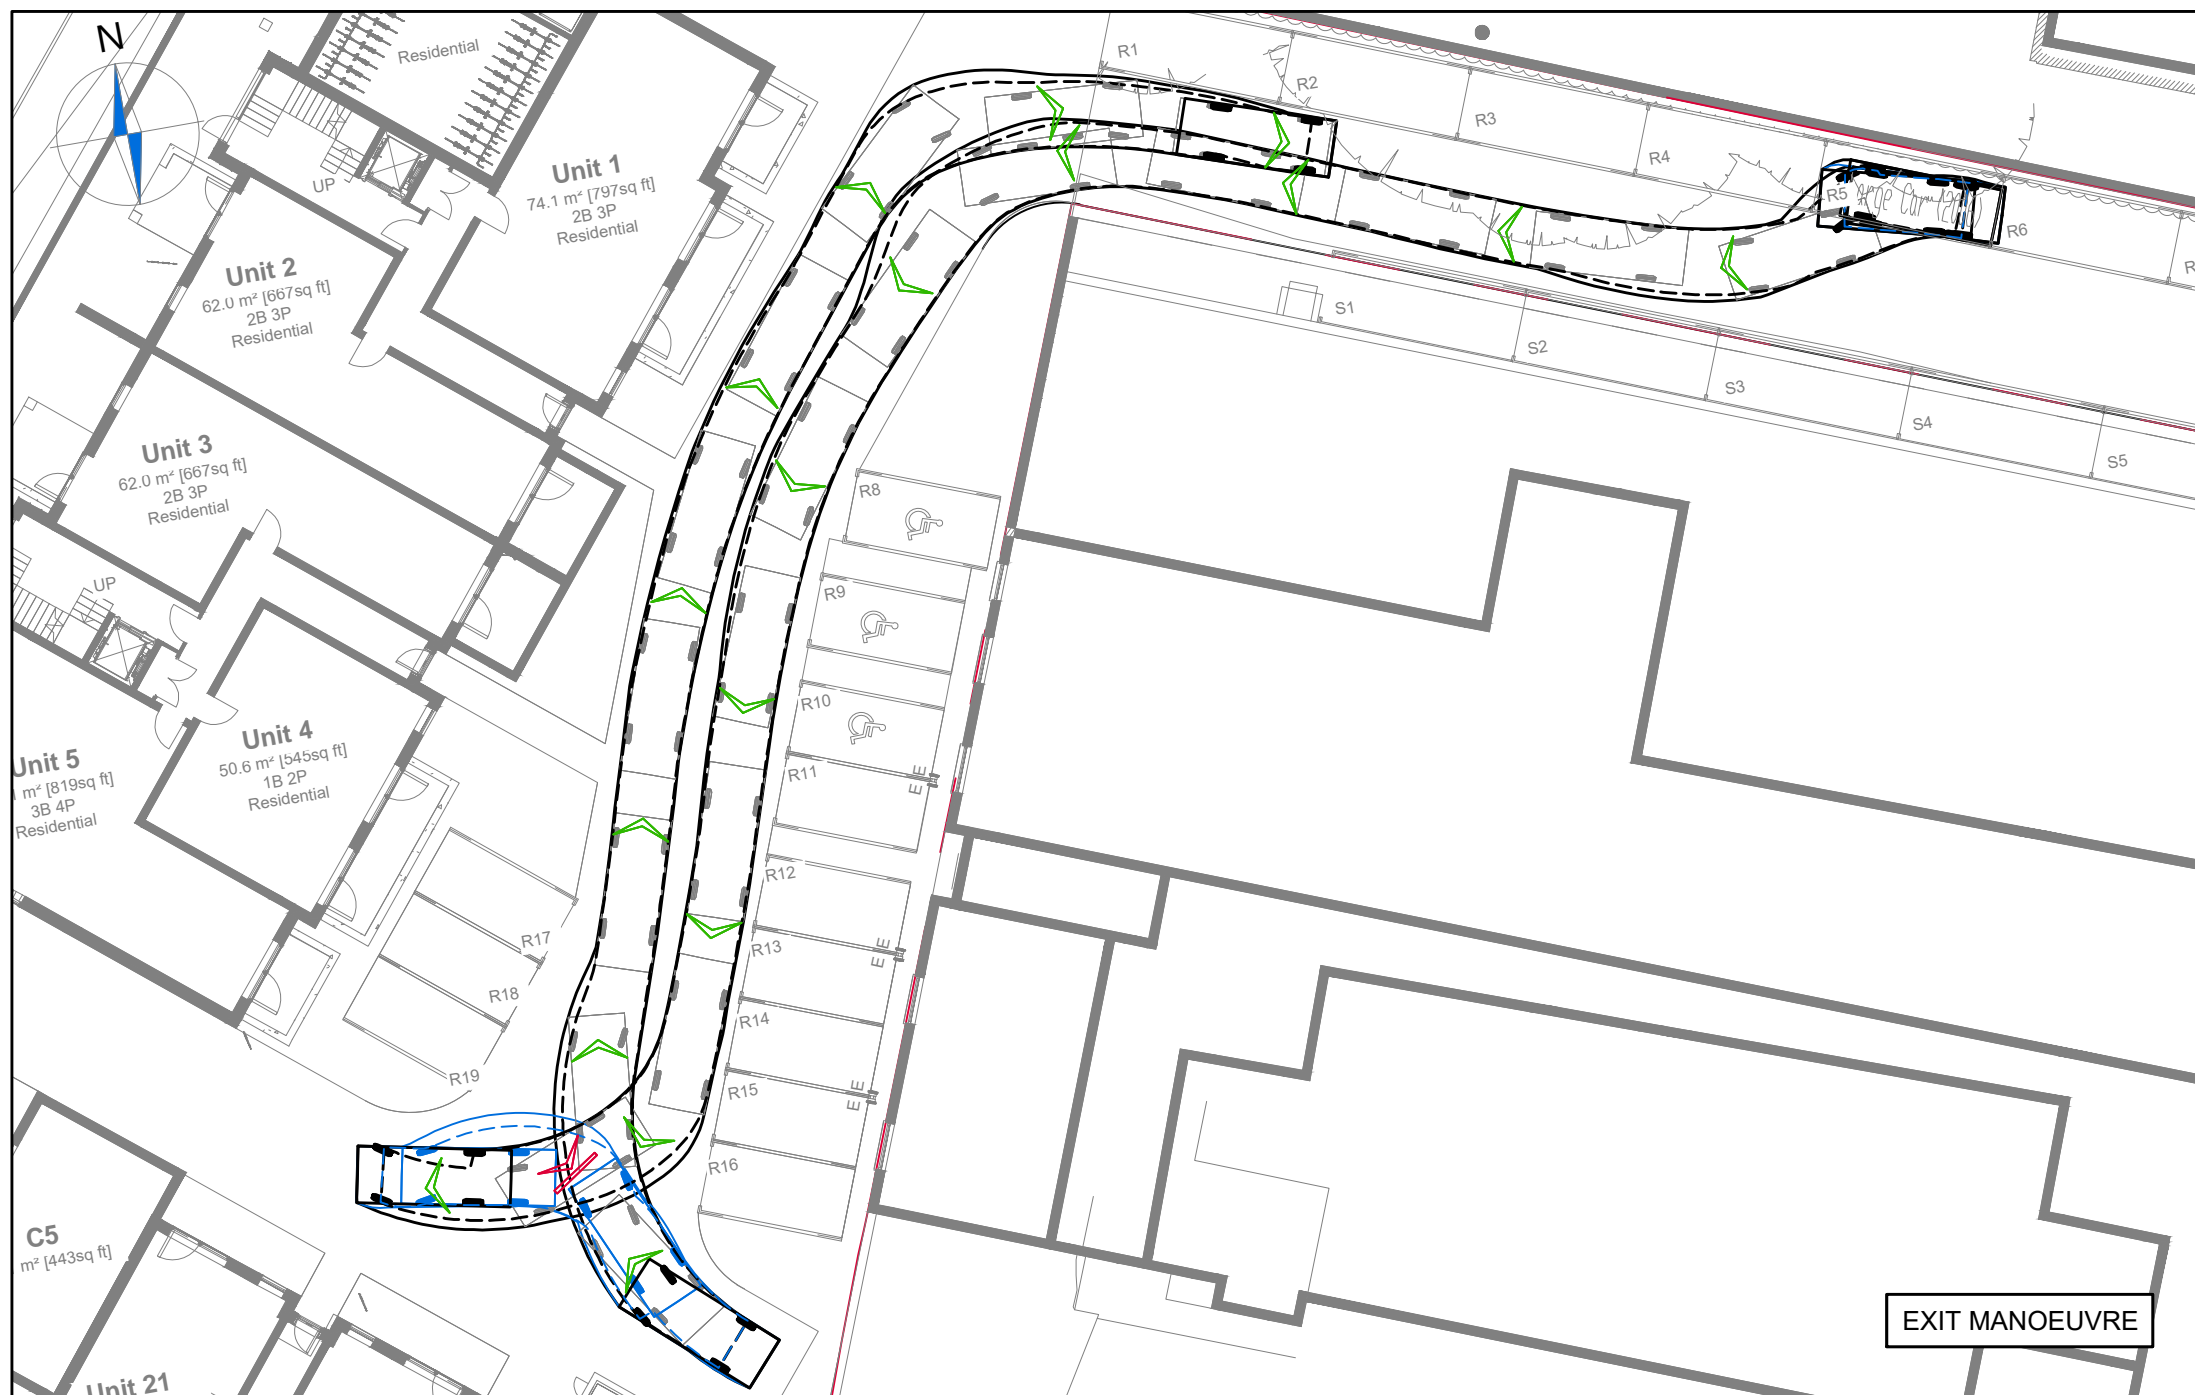 N
Residential
R1
R2
R3
R4
R5
R6
R
Unit 1
74.1 m² [797sq ft]
2B 3P
Residential
UP
Unit 2
62.0 m² [667sq ft]
2B 3P
Residential
S1
S2
S3
S4
S5
Unit 3
62.0 m² [667sq ft]
2B 3P
Residential
R8
UP
R9
R10
Unit 4
50.6 m² [545sq ft]
1B 2P
Residential
Unit 5
m² [819sq ft]
3B 4P
Residential
R11
E
E
R12
R13
E
E
R14
R15
E
E
R16
R17
R18
R19
C5
m² [443sq ft]
Unit 21
EXIT MANOEUVRE